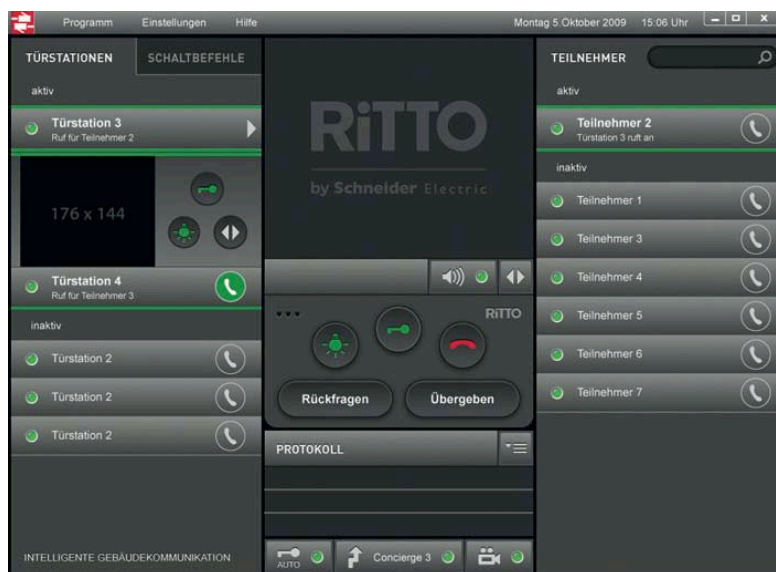 Programm Einstellungen Hilfe Montag 5 Oktober 2009 15:06 Uhr
TÜRSTATIONEN
SCHALTBEFEHLE
aktiv
Türstation 3
Ruf für Teilnehmer 2
176 x 144
Türstation 4
Ruf für Teilnehmer 3
inaktiv
Türstation 2
Türstation 2
Türstation 2
INTELLIGENTE GEBÄUDEKOMMUNIKATION
RiTTO
by Schneider Electric
RiTTO
Rückfragen
Übergeben
PROTOKOLL
AUTO
Concierge 3
TEILNEHMER
aktiv
Teilnehmer 2
Türstation 3 ruft an
inaktiv
Teilnehmer 1
Teilnehmer 3
Teilnehmer 4
Teilnehmer 5
Teilnehmer 6
Teilnehmer 7